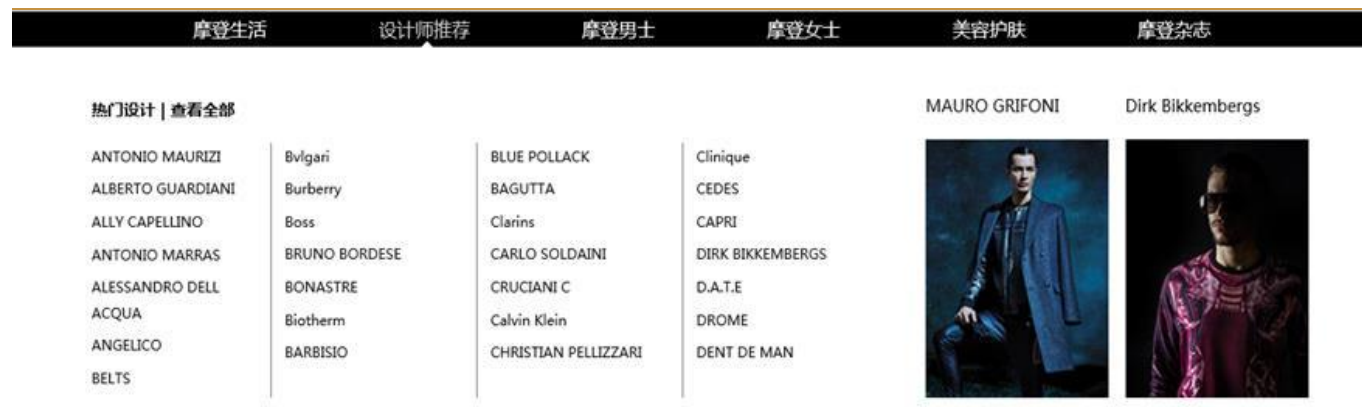 摩登生活 设计师推荐 摩登男士 摩登女士 美容护肤 摩登杂志
热门设计 | 查看全部
ANTONIO MAURIZI
ALBERTO GUARDIANI
ALLY CAPELLINO
ANTONIO MARRAS
ALESSANDRO DELL
ACQUA
ANGELICO
BELTS
Bvlgari
Burberry
Boss
BRUNO BORDESE
BONASTRE
Biotherm
BARBISIO
BLUE POLLACK
BAGUTTA
Clarins
CARLO SOLDAINI
CRUCIANI C
Calvin Klein
CHRISTIAN PELLIZZARI
Clinique
CEDES
CAPRI
DIRK BIKKEMBERGS
D.A.T.E
DROME
DENT DE MAN
MAURO GRIFONI
Dirk Bikkembergs